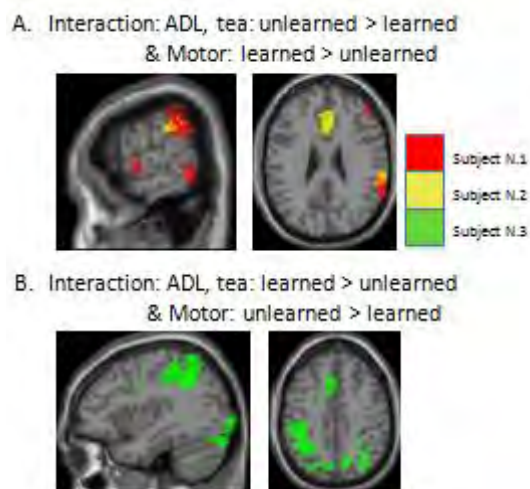 A. Interaction: ADL, tea: unlearned > learned
& Motor: learned > unlearned
Subject N.1
Subject N.2
Subject N.3
B. Interaction: ADL, tea: learned > unlearned
& Motor: unlearned > learned